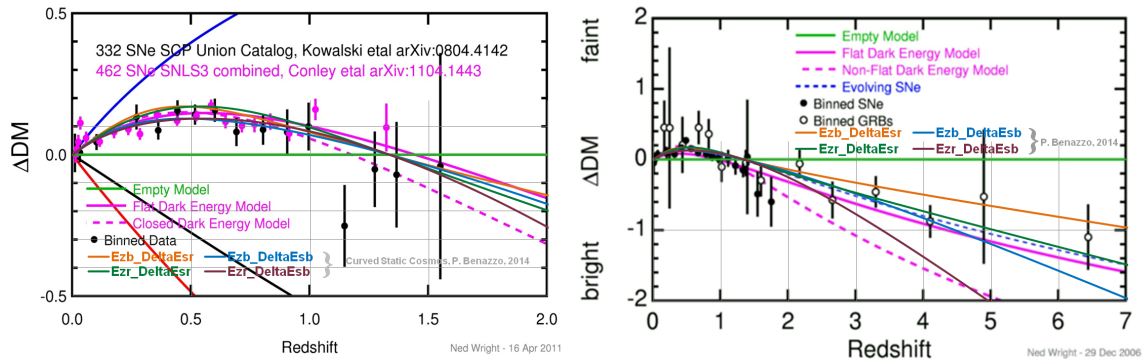 0.5
332 SNe SCP Union Catalog, Kowalski etal arXiv:0804.4142
462 SNe SNLS3 combined, Conley etal arXiv:1104.1443
ΔDM
0.0
Empty Model
Flat Dark Energy Model
Closed Dark Energy Model
Binned Data
Ezb_DeltaEsr
Ezb_DeltaEsb
Ezr_DeltaEsr
Ezr_DeltaEsb
Curved Static Cosmos, P. Benazzo, 2014
-0.5
0.0 0.5 1.0 1.5 2.0
Redshift
Ned Wright - 16 Apr 2011
faint
ΔDM
bright
2
1
0
-1
-2
Empty Model
Flat Dark Energy Model
Non-Flat Dark Energy Model
Evolving SNe
Binned SNe
Binned GRBs
Ezb_DeltaEsr
Ezb_DeltaEsb
Ezr_DeltaEsr
Ezr_DeltaEsb
P. Benazzo, 2014
0 1 2 3 4 5 6 7
Redshift
Ned Wright - 29 Dec 2006